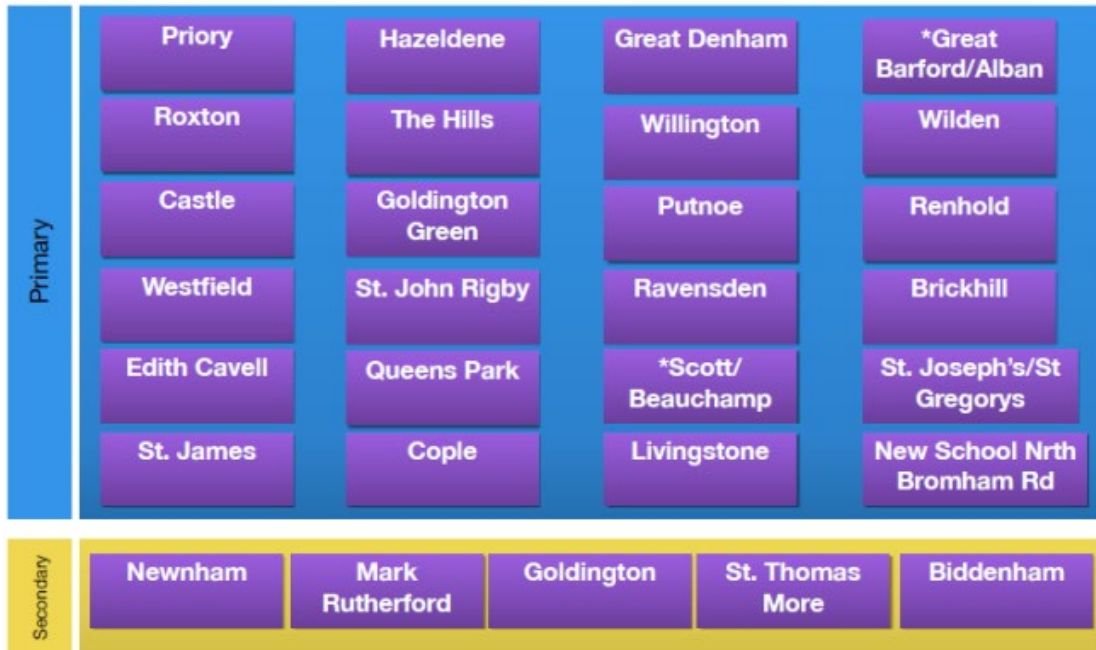 Primary
Priory
Hazeldene
Great Denham
*Great
Barford/Alban
Roxton
The Hills
Willington
Wilden
Castle
Goldington
Green
Putnoe
Renhold
Westfield
St. John Rigby
Ravensden
Brickhill
Edith Cavell
Queens Park
*Scott/
Beauchamp
St. Joseph's/St
Gregorys
St. James
Cople
Livingstone
New School Nrth
Bromham Rd
Secondary
Newnham
Mark
Rutherford
Goldington
St. Thomas
More
Biddenham